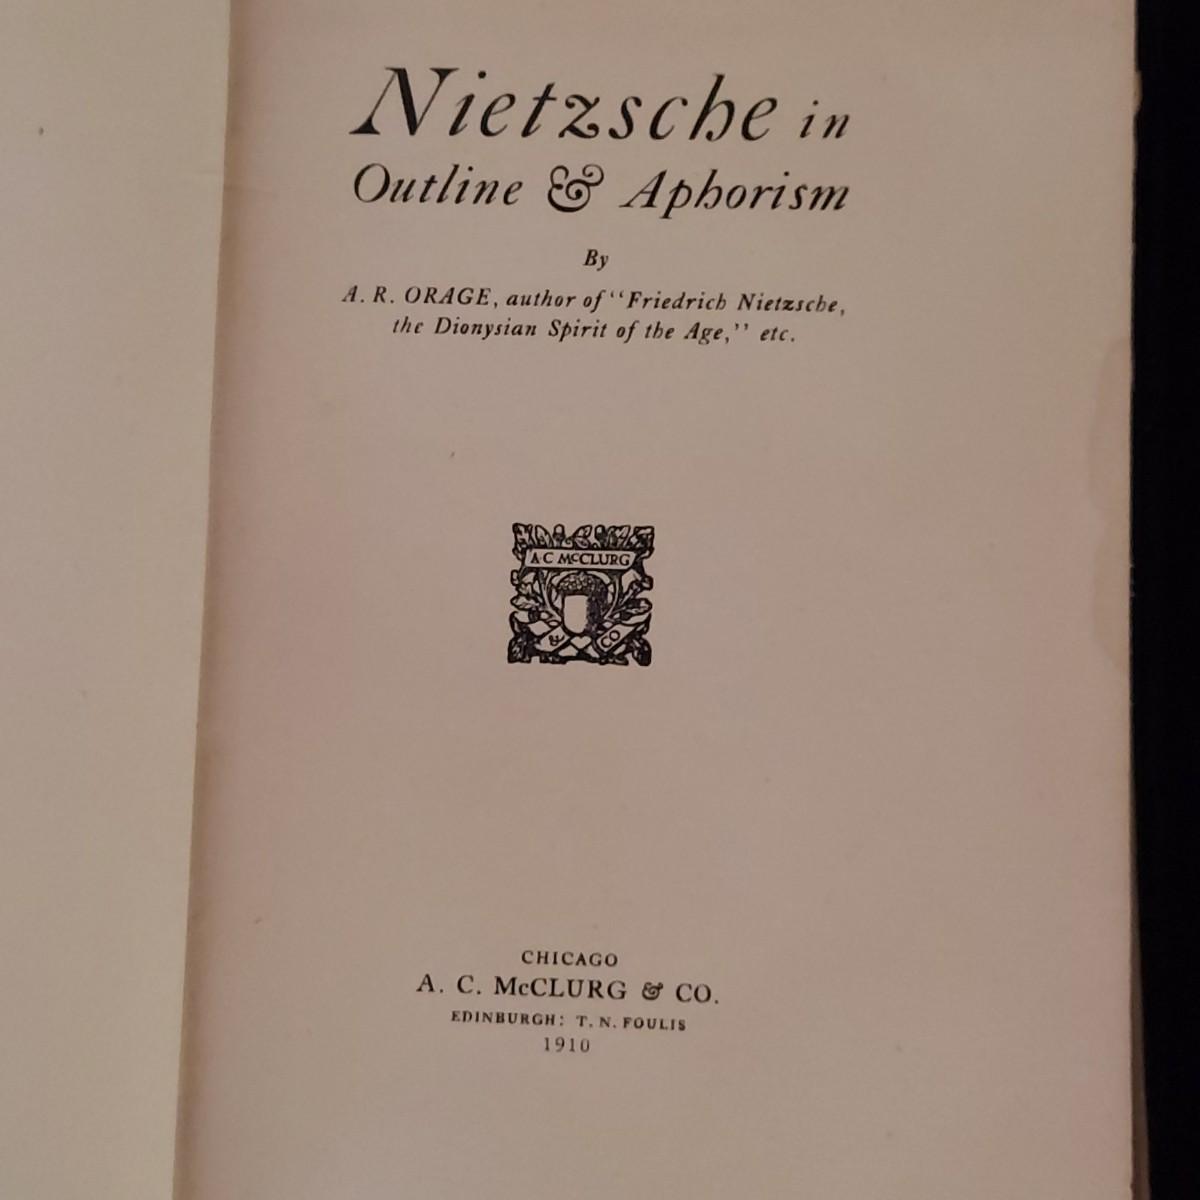 Nietzsche in
Outline & Aphorism
By
A. R. ORAGE, author of "Friedrich Nietzsche,
the Dionysian Spirit of the Age," etc.
A·C McCLURG
& CO
CHICAGO
A. C. McCLURG & CO.
EDINBURGH: T. N. FOULIS
1910